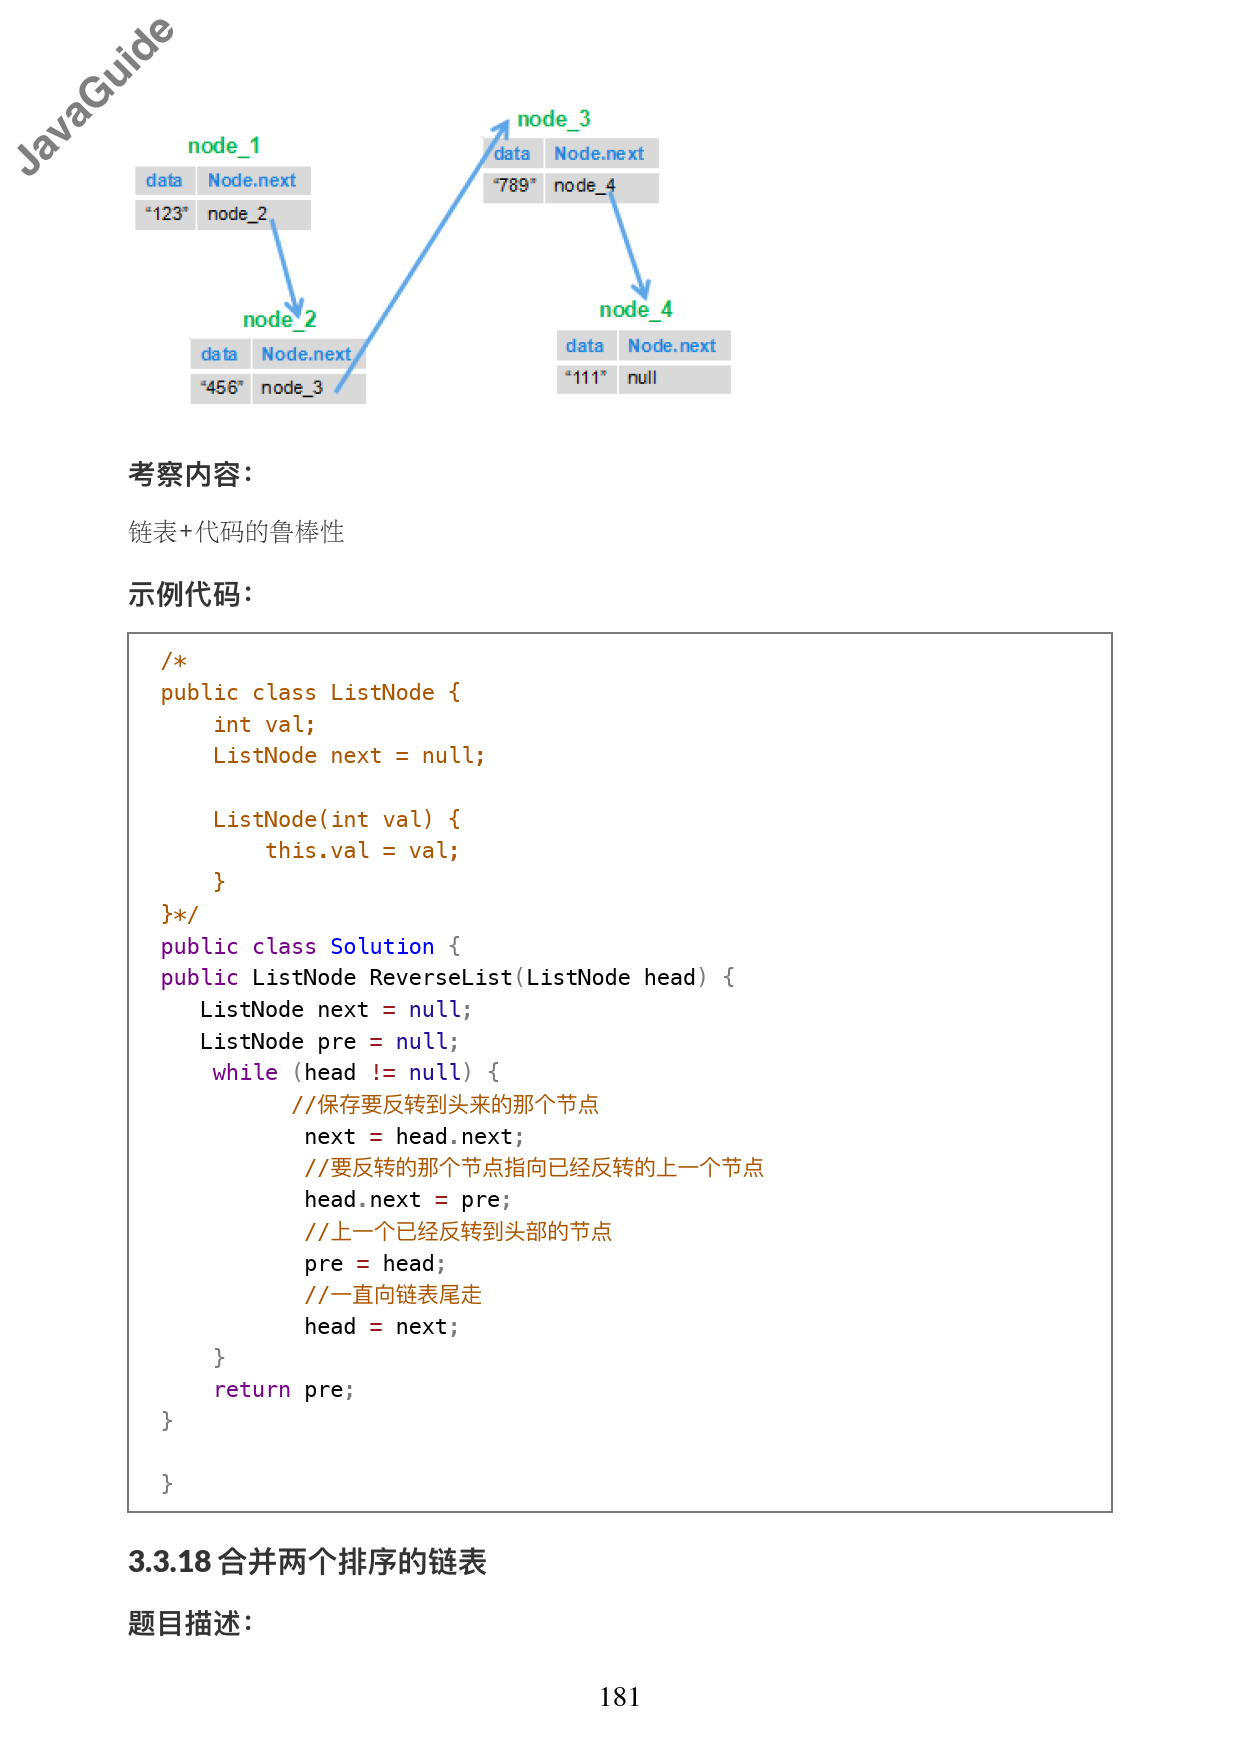 JavaGuide
node_1
data Node.next
“123” node_2
node_2
data Node.next
“456” node_3
node_3
data Node.next
“789” node_4
node_4
data Node.next
“111” null
考察内容：
链表+代码的鲁棒性
示例代码：
/*
public class ListNode {
    int val;
    ListNode next = null;

    ListNode(int val) {
        this.val = val;
    }
}*/
public class Solution {
public ListNode ReverseList(ListNode head) {
   ListNode next = null;
   ListNode pre = null;
    while (head != null) {
          //保存要反转到头来的那个节点
           next = head.next;
           //要反转的那个节点指向已经反转的上一个节点
           head.next = pre;
           //上一个已经反转到头部的节点
           pre = head;
           //一直向链表尾走
           head = next;
    }
    return pre;
}

}
3.3.18 合并两个排序的链表
题目描述：
181